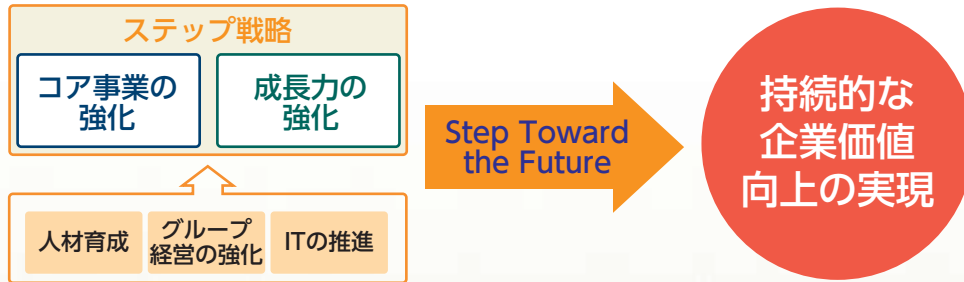 ステップ戦略
コア事業の
強化
成長力の
強化
人材育成
グループ
経営の強化
ITの推進
Step Toward
the Future
持続的な
企業価値
向上の実現